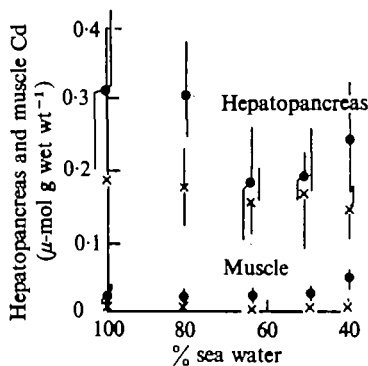 Hepatopancreas and muscle Cd
(μ-mol g wet wt⁻¹)
0·4
0·3
0·2
0·1
0
Hepatopancreas
Muscle
100
80
60
40
% sea water